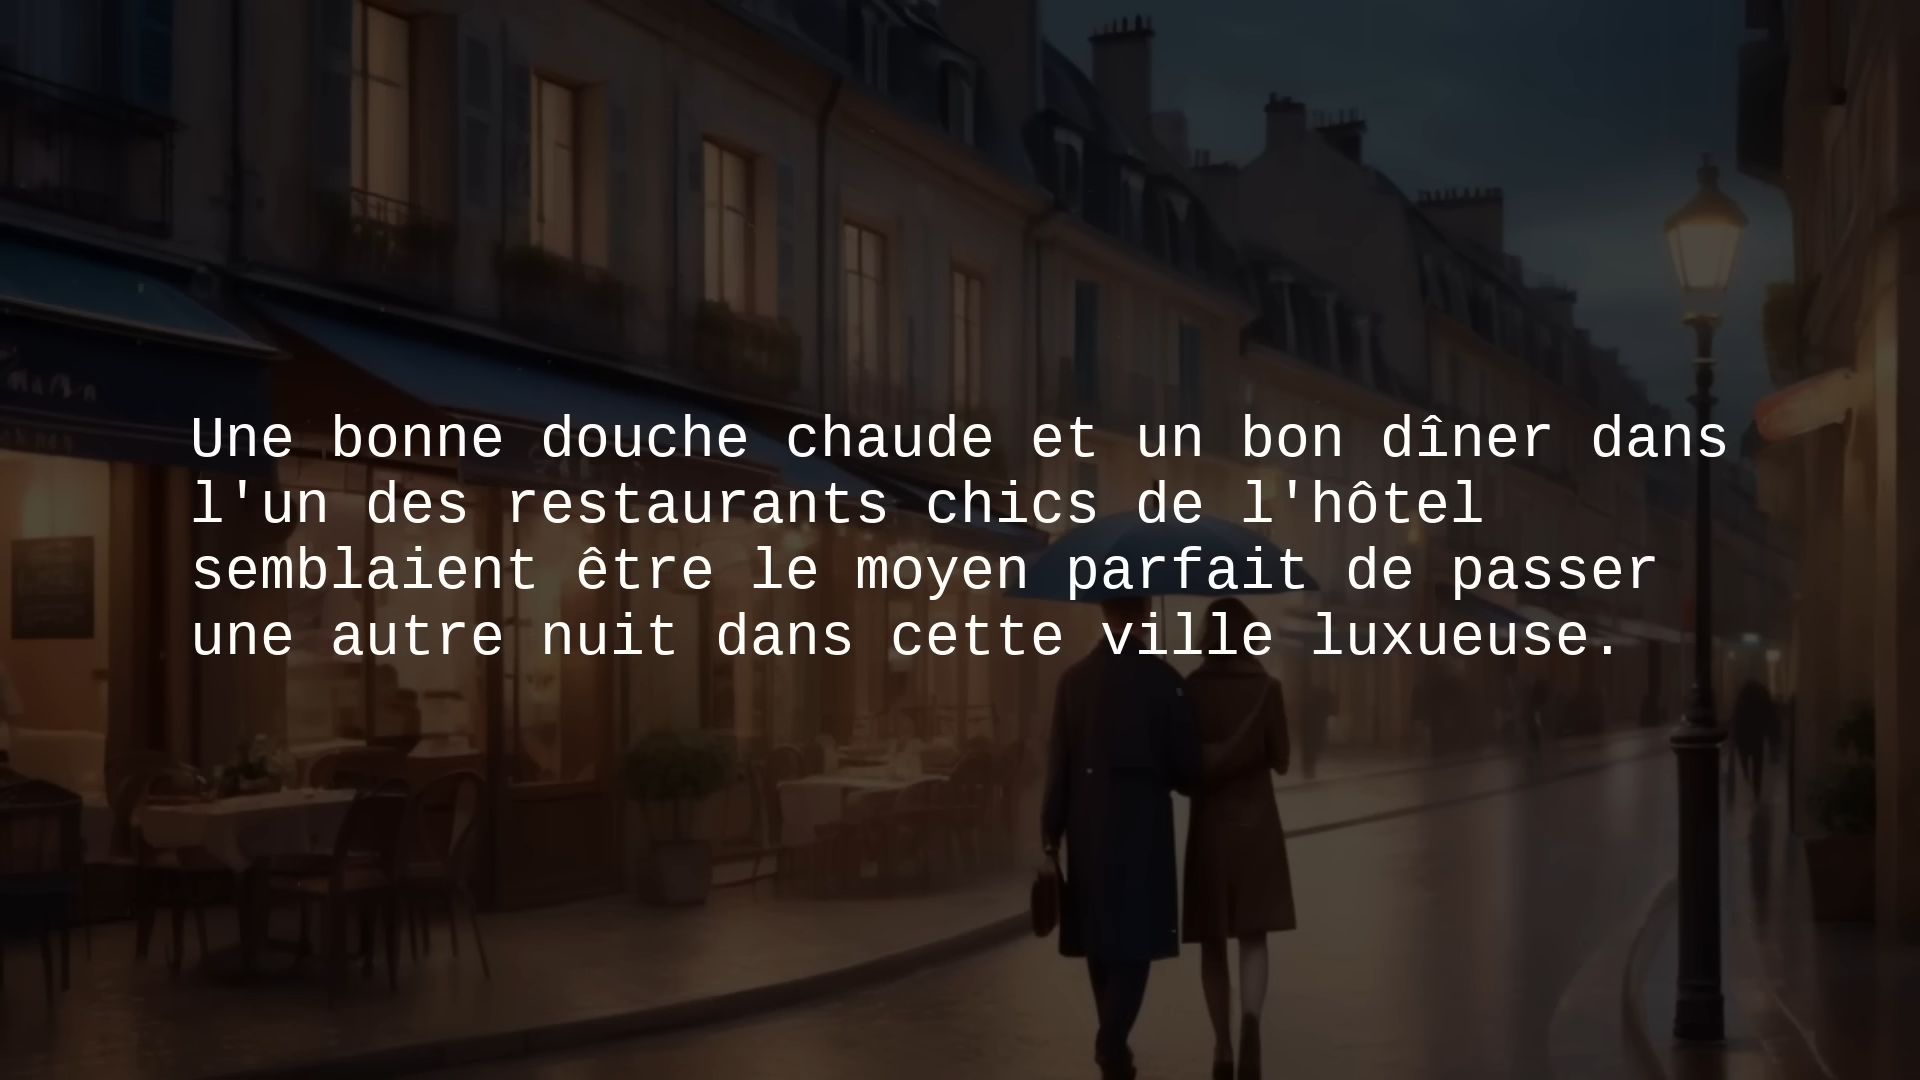 Une bonne douche chaude et un bon dîner dans
l'un des restaurants chics de l'hôtel
semblaient être le moyen parfait de passer
une autre nuit dans cette ville luxueuse.